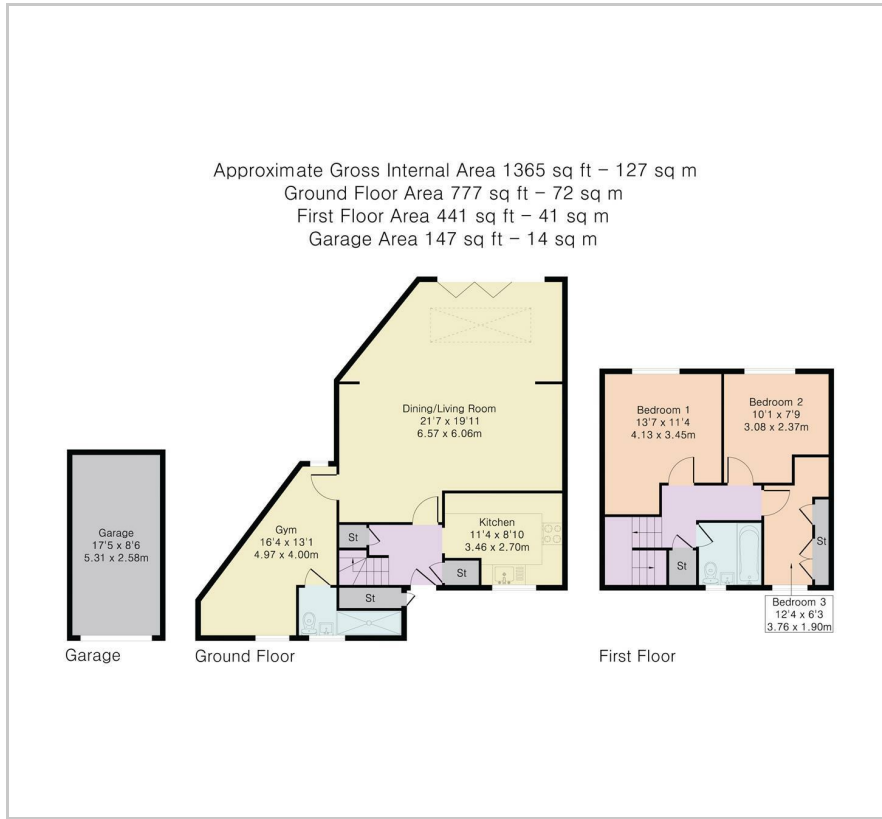 Approximate Gross Internal Area 1365 sq ft – 127 sq m
Ground Floor Area 777 sq ft – 72 sq m
First Floor Area 441 sq ft – 41 sq m
Garage Area 147 sq ft – 14 sq m
Garage
17'5 x 8'6
5.31 x 2.58m
Garage
Dining/Living Room
21'7 x 19'11
6.57 x 6.06m
Gym
16'4 x 13'1
4.97 x 4.00m
Kitchen
11'4 x 8'10
3.46 x 2.70m
St
St
St
Ground Floor
Bedroom 1
13'7 x 11'4
4.13 x 3.45m
Bedroom 2
10'1 x 7'9
3.08 x 2.37m
St
St
Bedroom 3
12'4 x 6'3
3.76 x 1.90m
First Floor